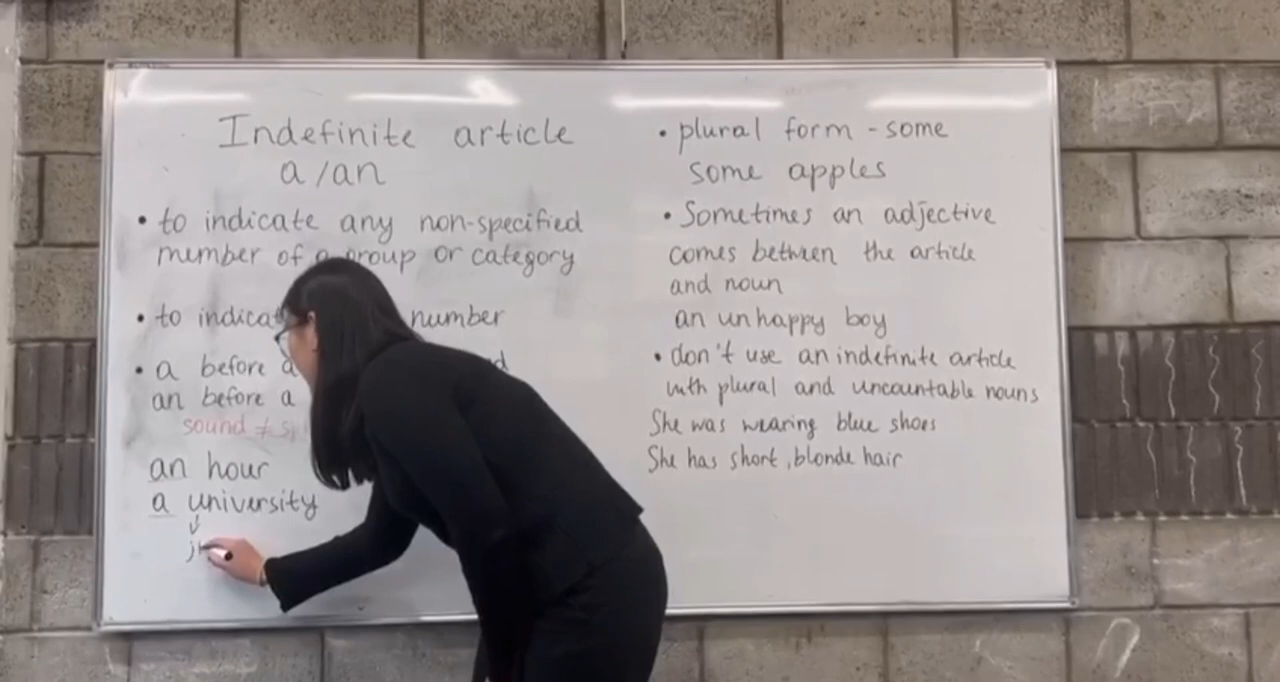 Indefinite article
a/an
• to indicate any non-specified
member of a group or category
• to indicat number
• a before a
an before a
sound ≠ sp
an hour
a university
↓
j
• plural form - some
some apples
• Sometimes an adjective
comes between the article
and noun
an unhappy boy
• don't use an indefinite article
with plural and uncountable nouns
She was wearing blue shoes
She has short, blonde hair